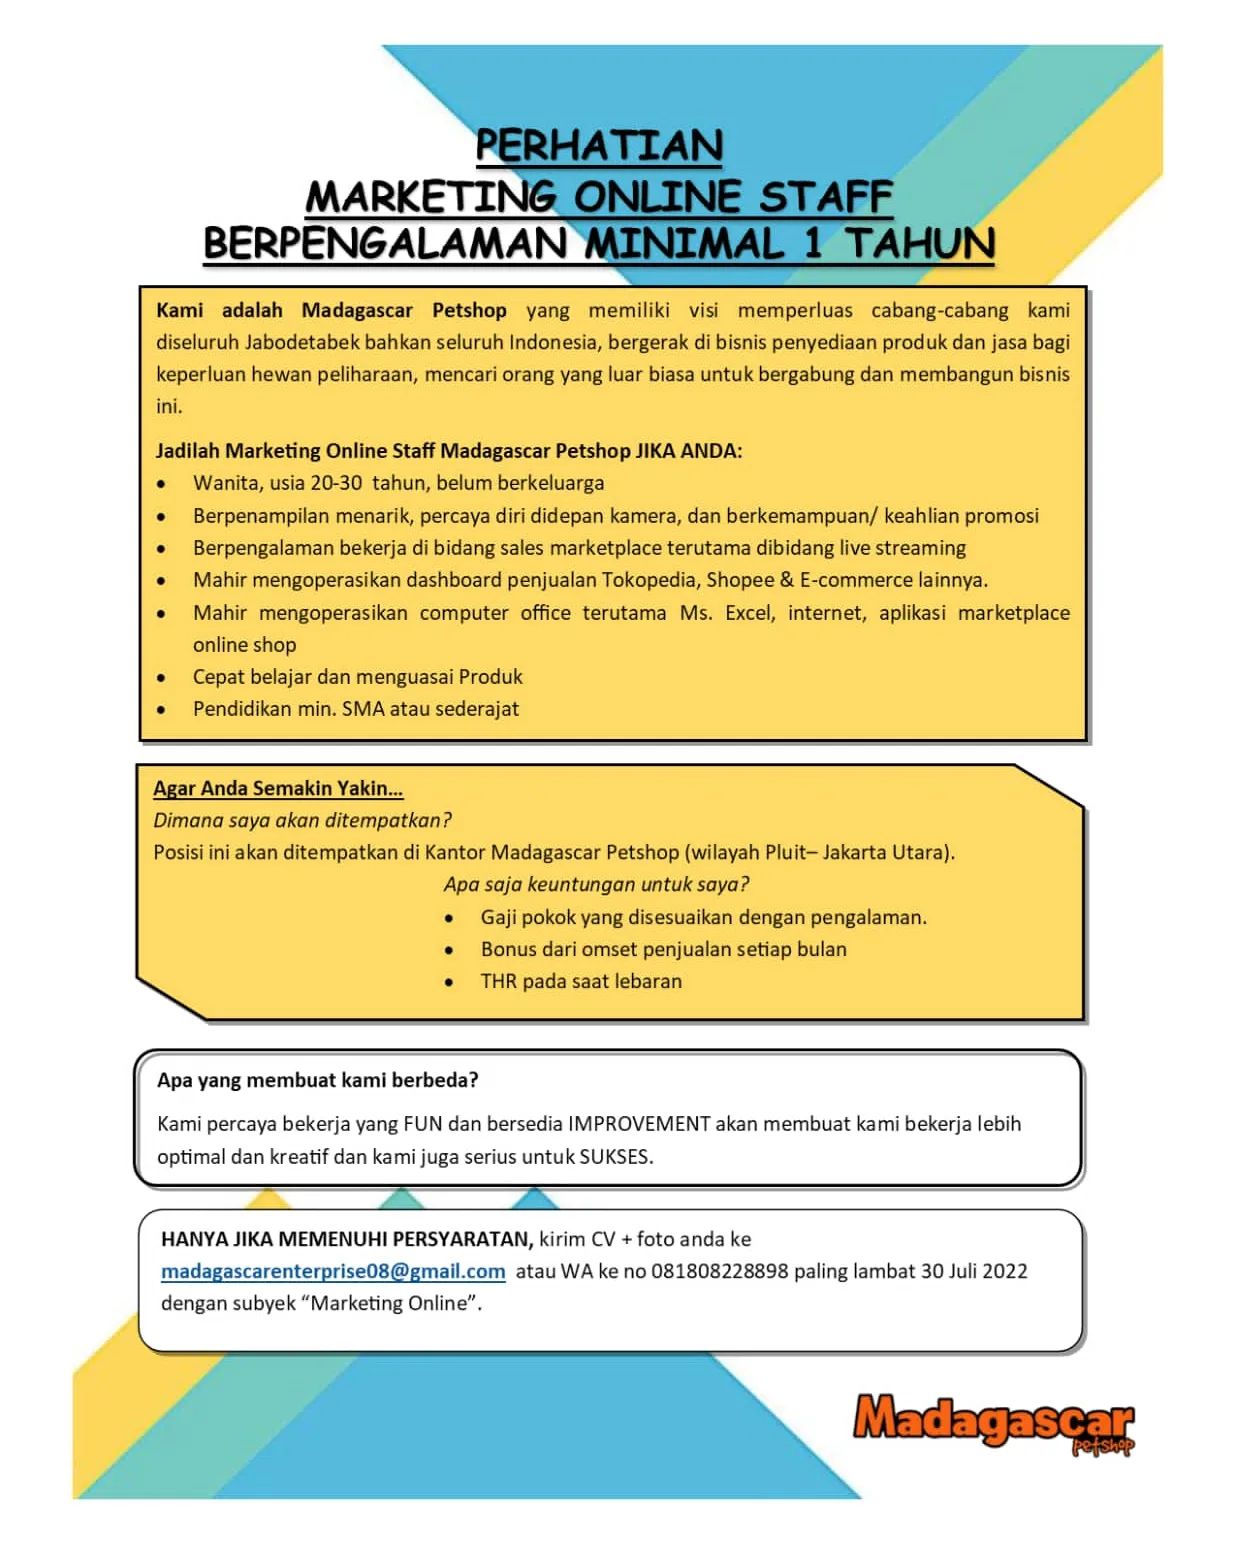 PERHATIAN
MARKETING ONLINE STAFF
BERPENGALAMAN MINIMAL 1 TAHUN
Kami adalah Madagascar Petshop yang memiliki visi memperluas cabang-cabang kami
diseluruh Jabodetabek bahkan seluruh Indonesia, bergerak di bisnis penyediaan produk dan jasa bagi
keperluan hewan peliharaan, mencari orang yang luar biasa untuk bergabung dan membangun bisnis
ini.
Jadilah Marketing Online Staff Madagascar Petshop JIKA ANDA:
• Wanita, usia 20-30 tahun, belum berkeluarga
• Berpenampilan menarik, percaya diri didepan kamera, dan berkemampuan/ keahlian promosi
• Berpengalaman bekerja di bidang sales marketplace terutama dibidang live streaming
• Mahir mengoperasikan dashboard penjualan Tokopedia, Shopee & E-commerce lainnya.
• Mahir mengoperasikan computer office terutama Ms. Excel, internet, aplikasi marketplace
online shop
• Cepat belajar dan menguasai Produk
• Pendidikan min. SMA atau sederajat
Agar Anda Semakin Yakin...
Dimana saya akan ditempatkan?
Posisi ini akan ditempatkan di Kantor Madagascar Petshop (wilayah Pluit– Jakarta Utara).
Apa saja keuntungan untuk saya?
• Gaji pokok yang disesuaikan dengan pengalaman.
• Bonus dari omset penjualan setiap bulan
• THR pada saat lebaran
Apa yang membuat kami berbeda?
Kami percaya bekerja yang FUN dan bersedia IMPROVEMENT akan membuat kami bekerja lebih
optimal dan kreatif dan kami juga serius untuk SUKSES.
HANYA JIKA MEMENUHI PERSYARATAN, kirim CV + foto anda ke
madagascarenterprise08@gmail.com atau WA ke no 081808228898 paling lambat 30 Juli 2022
dengan subyek “Marketing Online”.
Madagascar
petshop